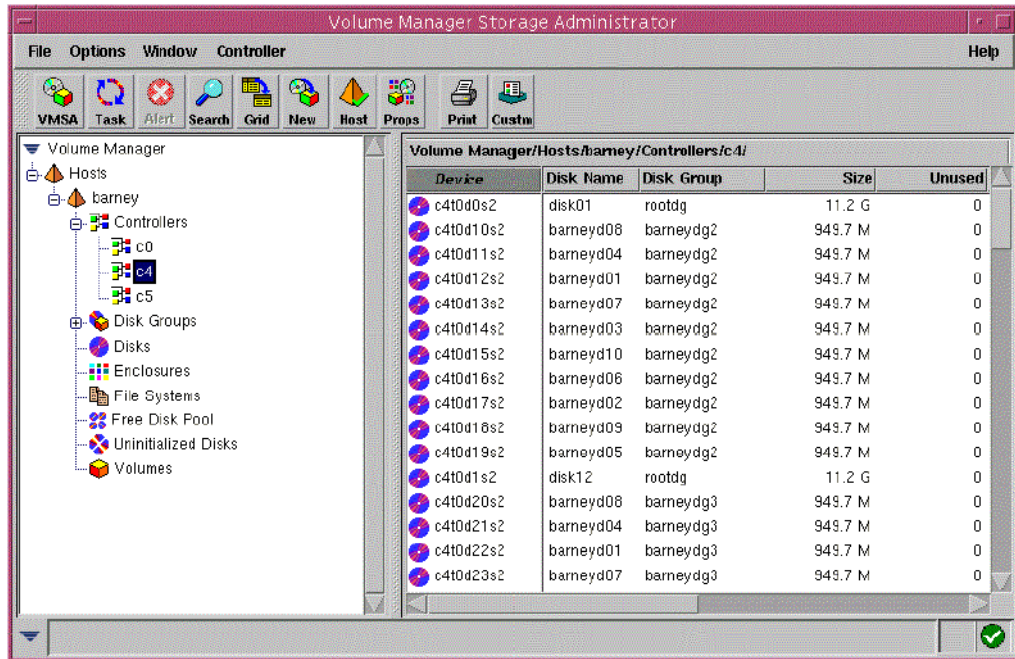 Volume Manager Storage Administrator
File Options Window Controller Help
VMSA Task Alert Search Grid New Host Props Print Custm
Volume Manager
Hosts
barney
Controllers
c0
c4
c5
Disk Groups
Disks
Enclosures
File Systems
Free Disk Pool
Uninitialized Disks
Volumes
Volume Manager/Hosts/barney/Controllers/c4/
Device Disk Name Disk Group Size Unused
c4t0d0s2 disk01 rootdg 11.2 G 0
c4t0d10s2 barneyd08 barneydg2 949.7 M 0
c4t0d11s2 barneyd04 barneydg2 949.7 M 0
c4t0d12s2 barneyd01 barneydg2 949.7 M 0
c4t0d13s2 barneyd07 barneydg2 949.7 M 0
c4t0d14s2 barneyd03 barneydg2 949.7 M 0
c4t0d15s2 barneyd10 barneydg2 949.7 M 0
c4t0d16s2 barneyd06 barneydg2 949.7 M 0
c4t0d17s2 barneyd02 barneydg2 949.7 M 0
c4t0d18s2 barneyd09 barneydg2 949.7 M 0
c4t0d19s2 barneyd05 barneydg2 949.7 M 0
c4t0d1s2 disk12 rootdg 11.2 G 0
c4t0d20s2 barneyd08 barneydg3 949.7 M 0
c4t0d21s2 barneyd04 barneydg3 949.7 M 0
c4t0d22s2 barneyd01 barneydg3 949.7 M 0
c4t0d23s2 barneyd07 barneydg3 949.7 M 0